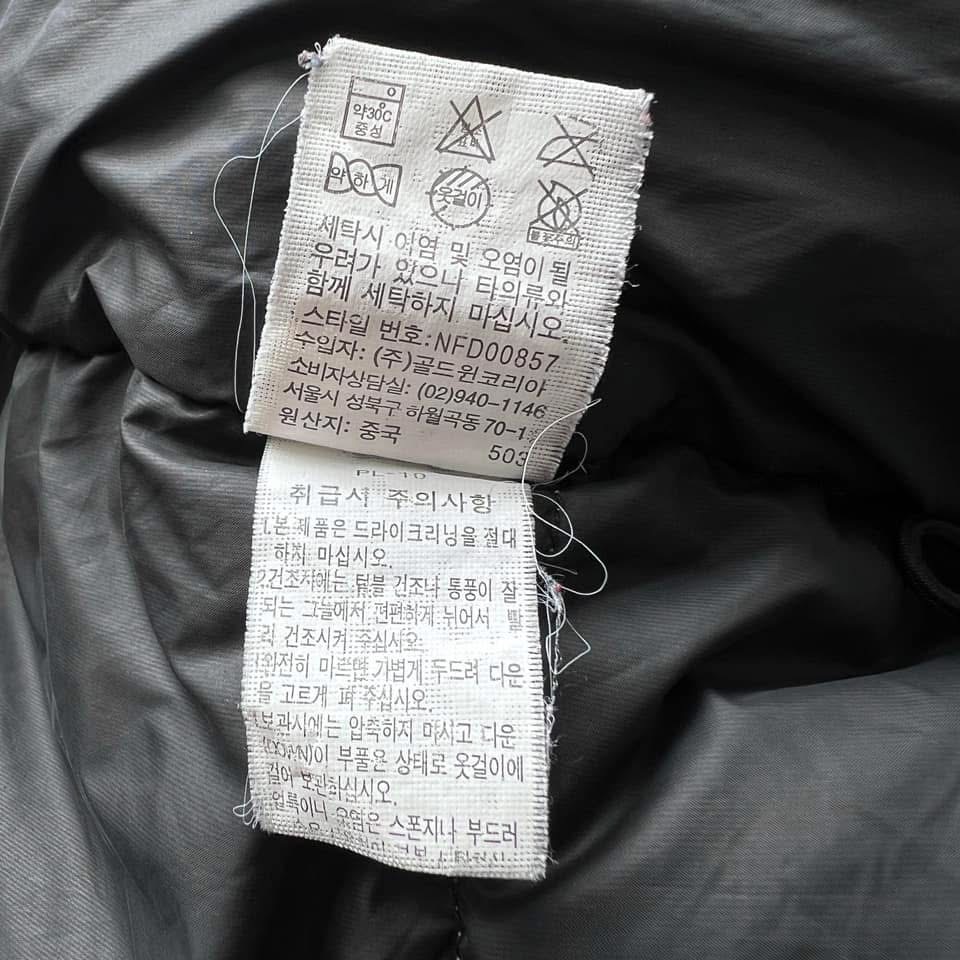 약30℃
중성
약하게
옷걸이
세탁시 이염 및 오염이 될
우려가 있으나 타의류와
함께 세탁하지 마십시오.
스타일 번호:NFD00857
수입자: (주)골드윈코리아
소비자상담실: (02)940-1146
서울시 성북구 하월곡동 70-1
원산지: 중국
503
PL-10
취급시 주의사항
1.본 제품은 드라이크리닝을 절대
하지 마십시오.
2.건조시에는 텀블 건조나 통풍이 잘
되는 그늘에서 편편하게 뉘어서 빨
리 건조시켜 주십시오.
완전히 마르면 가볍게 두드려 다운
을 고르게 펴 주십시오.
보관시에는 압축하지 마시고 다운
(DOWN)이 부풀은 상태로 옷걸이에
걸어 보관하십시오.
얼룩이나 오염은 스폰지나 부드러